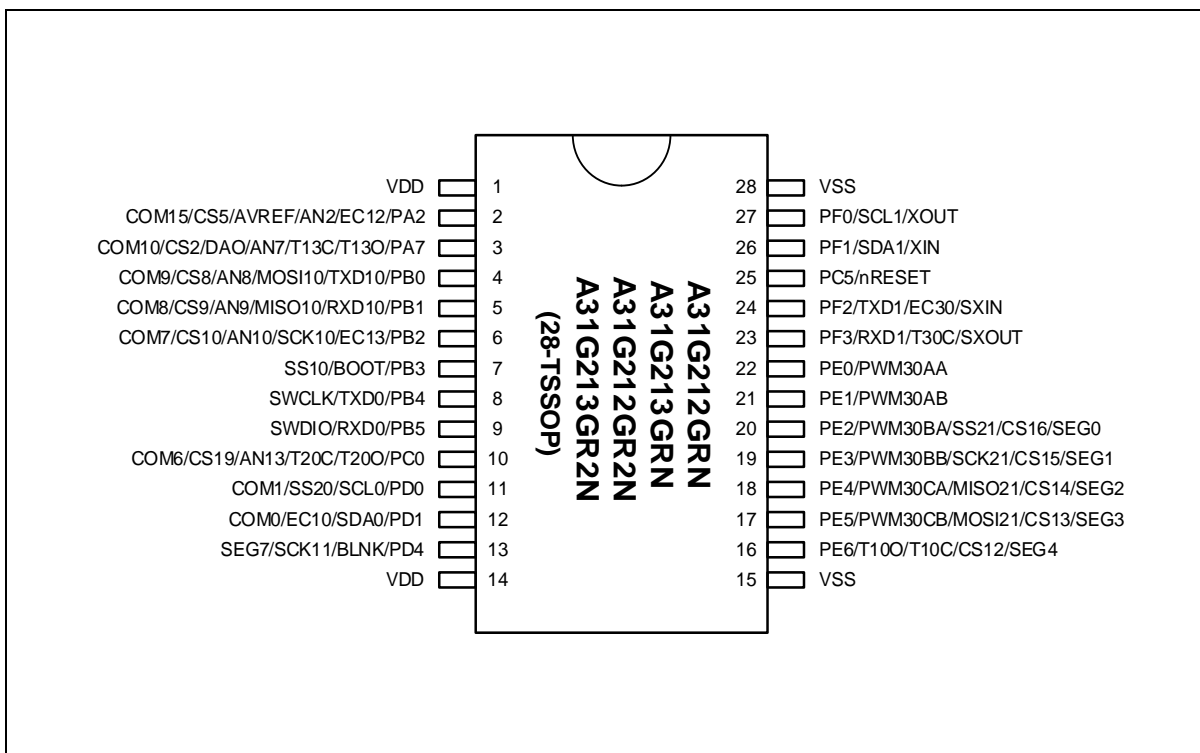 VDD 1
COM15/CS5/AVREF/AN2/EC12/PA2 2
COM10/CS2/DAO/AN7/T13C/T13O/PA7 3
COM9/CS8/AN8/MOSI10/TXD10/PB0 4
COM8/CS9/AN9/MISO10/RXD10/PB1 5
COM7/CS10/AN10/SCK10/EC13/PB2 6
SS10/BOOT/PB3 7
SWCLK/TXD0/PB4 8
SWDIO/RXD0/PB5 9
COM6/CS19/AN13/T20C/T20O/PC0 10
COM1/SS20/SCL0/PD0 11
COM0/EC10/SDA0/PD1 12
SEG7/SCK11/BLNK/PD4 13
VDD 14
A31G212GRN
A31G213GRN
A31G212GR2N
A31G213GR2N
(28-TSSOP)
28 VSS
27 PF0/SCL1/XOUT
26 PF1/SDA1/XIN
25 PC5/nRESET
24 PF2/TXD1/EC30/SXIN
23 PF3/RXD1/T30C/SXOUT
22 PE0/PWM30AA
21 PE1/PWM30AB
20 PE2/PWM30BA/SS21/CS16/SEG0
19 PE3/PWM30BB/SCK21/CS15/SEG1
18 PE4/PWM30CA/MISO21/CS14/SEG2
17 PE5/PWM30CB/MOSI21/CS13/SEG3
16 PE6/T10O/T10C/CS12/SEG4
15 VSS